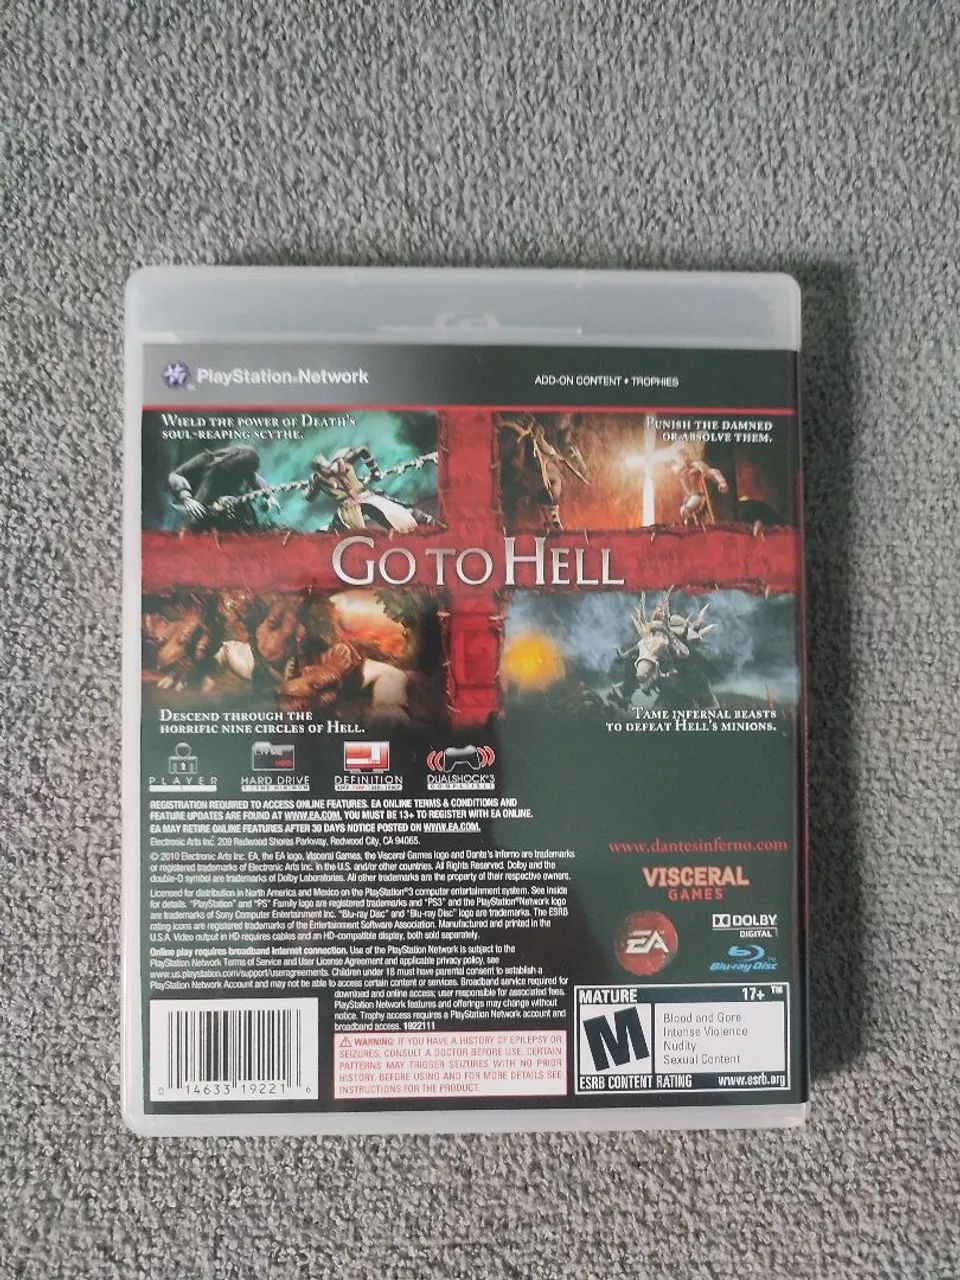 PlayStation®Network
ADD-ON CONTENT • TROPHIES
WIELD THE POWER OF DEATH'S
SOUL-REAPING SCYTHE.
PUNISH THE DAMNED
OR ABSOLVE THEM.
GO TO HELL
DESCEND THROUGH THE
HORRIFIC NINE CIRCLES OF HELL.
TAME INFERNAL BEASTS
TO DEFEAT HELL'S MINIONS.
PLAYER
HARD DRIVE
DEFINITION
DUALSHOCK®3
COMPATIBLE
REGISTRATION REQUIRED TO ACCESS ONLINE FEATURES. EA ONLINE TERMS & CONDITIONS AND
FEATURE UPDATES ARE FOUND AT WWW.EA.COM. YOU MUST BE 13+ TO REGISTER WITH EA ONLINE.
EA MAY RETIRE ONLINE FEATURES AFTER 30 DAYS NOTICE POSTED ON WWW.EA.COM.
Electronic Arts Inc. 209 Redwood Shores Parkway, Redwood City, CA 94065.
© 2010 Electronic Arts Inc. EA, the EA logo, Visceral Games, the Visceral Games logo and Dante's Inferno are trademarks
or registered trademarks of Electronic Arts Inc. in the U.S. and/or other countries. All Rights Reserved. Dolby and the
double-D symbol are trademarks of Dolby Laboratories. All other trademarks are the property of their respective owners.
Licensed for distribution in North America and Mexico on the PlayStation®3 computer entertainment system. See inside
for details. "PlayStation" and "PS" Family logo are registered trademarks and "PS3" and the PlayStation®Network logo
are trademarks of Sony Computer Entertainment Inc. "Blu-ray Disc" and "Blu-ray Disc" logo are trademarks. The ESRB
rating icons are registered trademarks of the Entertainment Software Association. Manufactured and printed in the
U.S.A. Video output in HD requires cables and an HD-compatible display, both sold separately.
Online play requires broadband internet connection. Use of the PlayStation Network is subject to the
PlayStation Network Terms of Service and User License Agreement and applicable privacy policy, see
www.us.playstation.com/support/useragreements. Children under 18 must have parental consent to establish a
PlayStation Network Account and may not be able to access certain content or services. Broadband service required for
download and online access; user responsible for associated fees.
PlayStation Network features and offerings may change without
notice. Trophy access requires a PlayStation Network account and
broadband access. 1922111
www.dantesinferno.com
VISCERAL
GAMES™
EA
DOLBY
DIGITAL
Blu-ray Disc™
WARNING: IF YOU HAVE A HISTORY OF EPILEPSY OR
SEIZURES, CONSULT A DOCTOR BEFORE USE. CERTAIN
PATTERNS MAY TRIGGER SEIZURES WITH NO PRIOR
HISTORY. BEFORE USING AND FOR MORE DETAILS SEE
INSTRUCTIONS FOR THE PRODUCT.
0 14633 19221 6
MATURE 17+™
M
Blood and Gore
Intense Violence
Nudity
Sexual Content
ESRB CONTENT RATING www.esrb.org